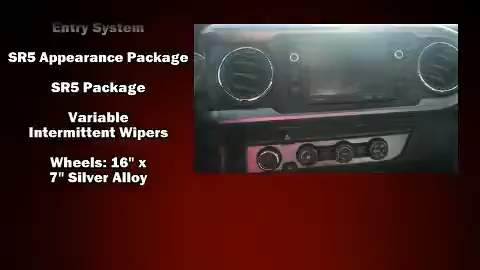 Entry System
SR5 Appearance Package
SR5 Package
Variable
Intermittent Wipers
Wheels: 16" x
7" Silver Alloy